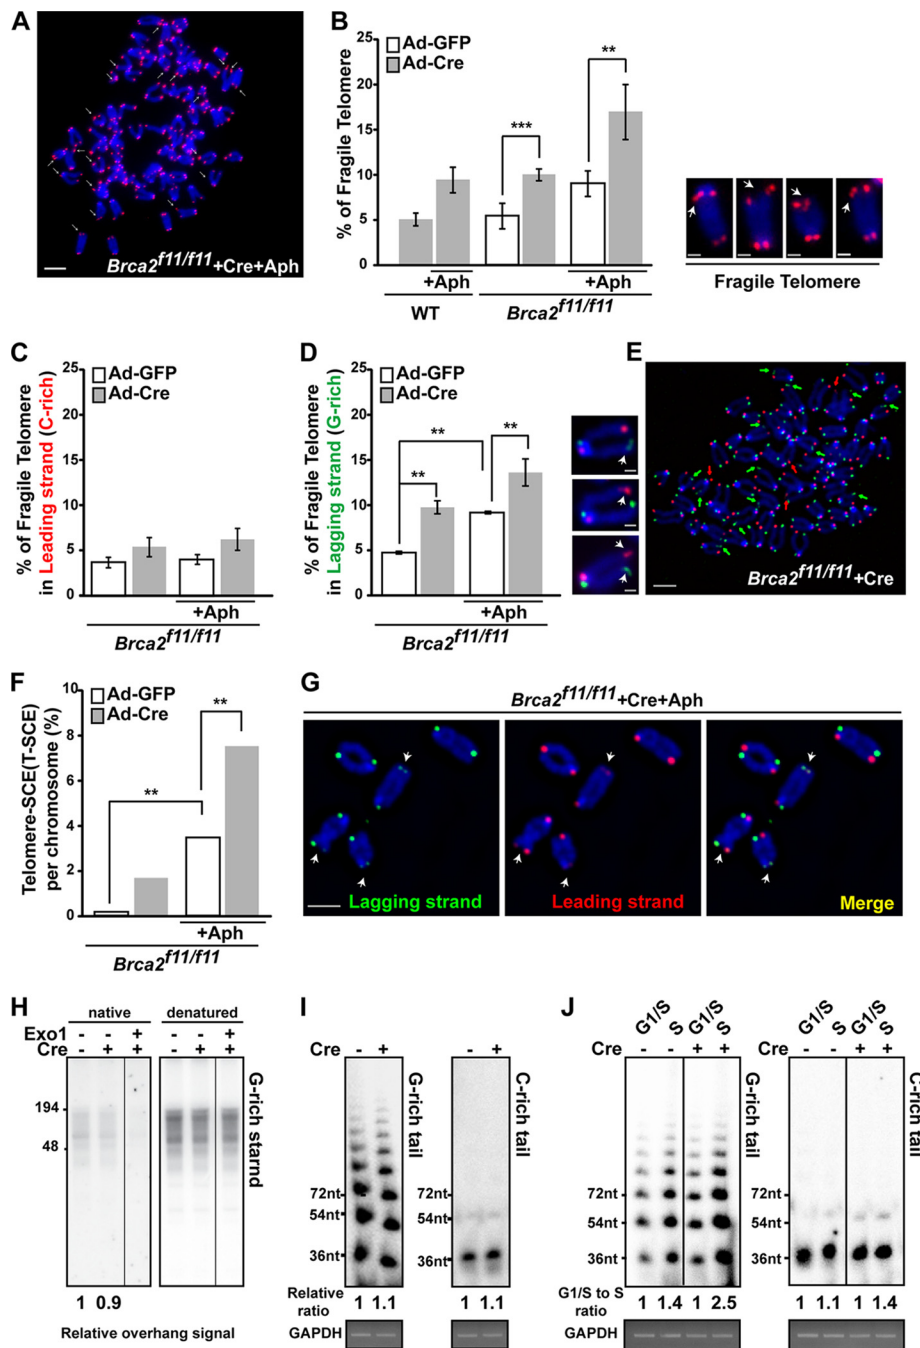 A
Brca2f11/f11+Cre+Aph
B
% of Fragile Telomere
25
20
15
10
5
0
Ad-GFP
Ad-Cre
***
**
+Aph
+Aph
WT
Brca2f11/f11
Fragile Telomere
C
% of Fragile Telomere
in Leading strand (C-rich)
25
20
15
10
5
0
Ad-GFP
Ad-Cre
+Aph
Brca2f11/f11
D
% of Fragile Telomere
in Lagging strand (G-rich)
25
20
15
10
5
0
Ad-GFP
Ad-Cre
**
**
**
+Aph
Brca2f11/f11
E
Brca2f11/f11+Cre
F
Telomere-SCE(T-SCE)
per chromosome (%)
10
8
6
4
2
0
Ad-GFP
Ad-Cre
**
**
+Aph
Brca2f11/f11
G
Brca2f11/f11+Cre+Aph
Lagging strand
Leading strand
Merge
H
native
denatured
Exo1 - - + - - +
Cre - + + - + +
194
48
G-rich starnd
1 0.9
Relative overhang signal
I
Cre - + - +
G-rich tail
C-rich tail
72nt
54nt
36nt
72nt
54nt
36nt
Relative
ratio
1 1.1 1 1.1
GAPDH
J
G1/S S G1/S S G1/S S G1/S S
Cre - - + + - - + +
G-rich tail
C-rich tail
72nt
54nt
36nt
72nt
54nt
36nt
G1/S to S
ratio
1 1.4 1 2.5 1 1.1 1 1.4
GAPDH